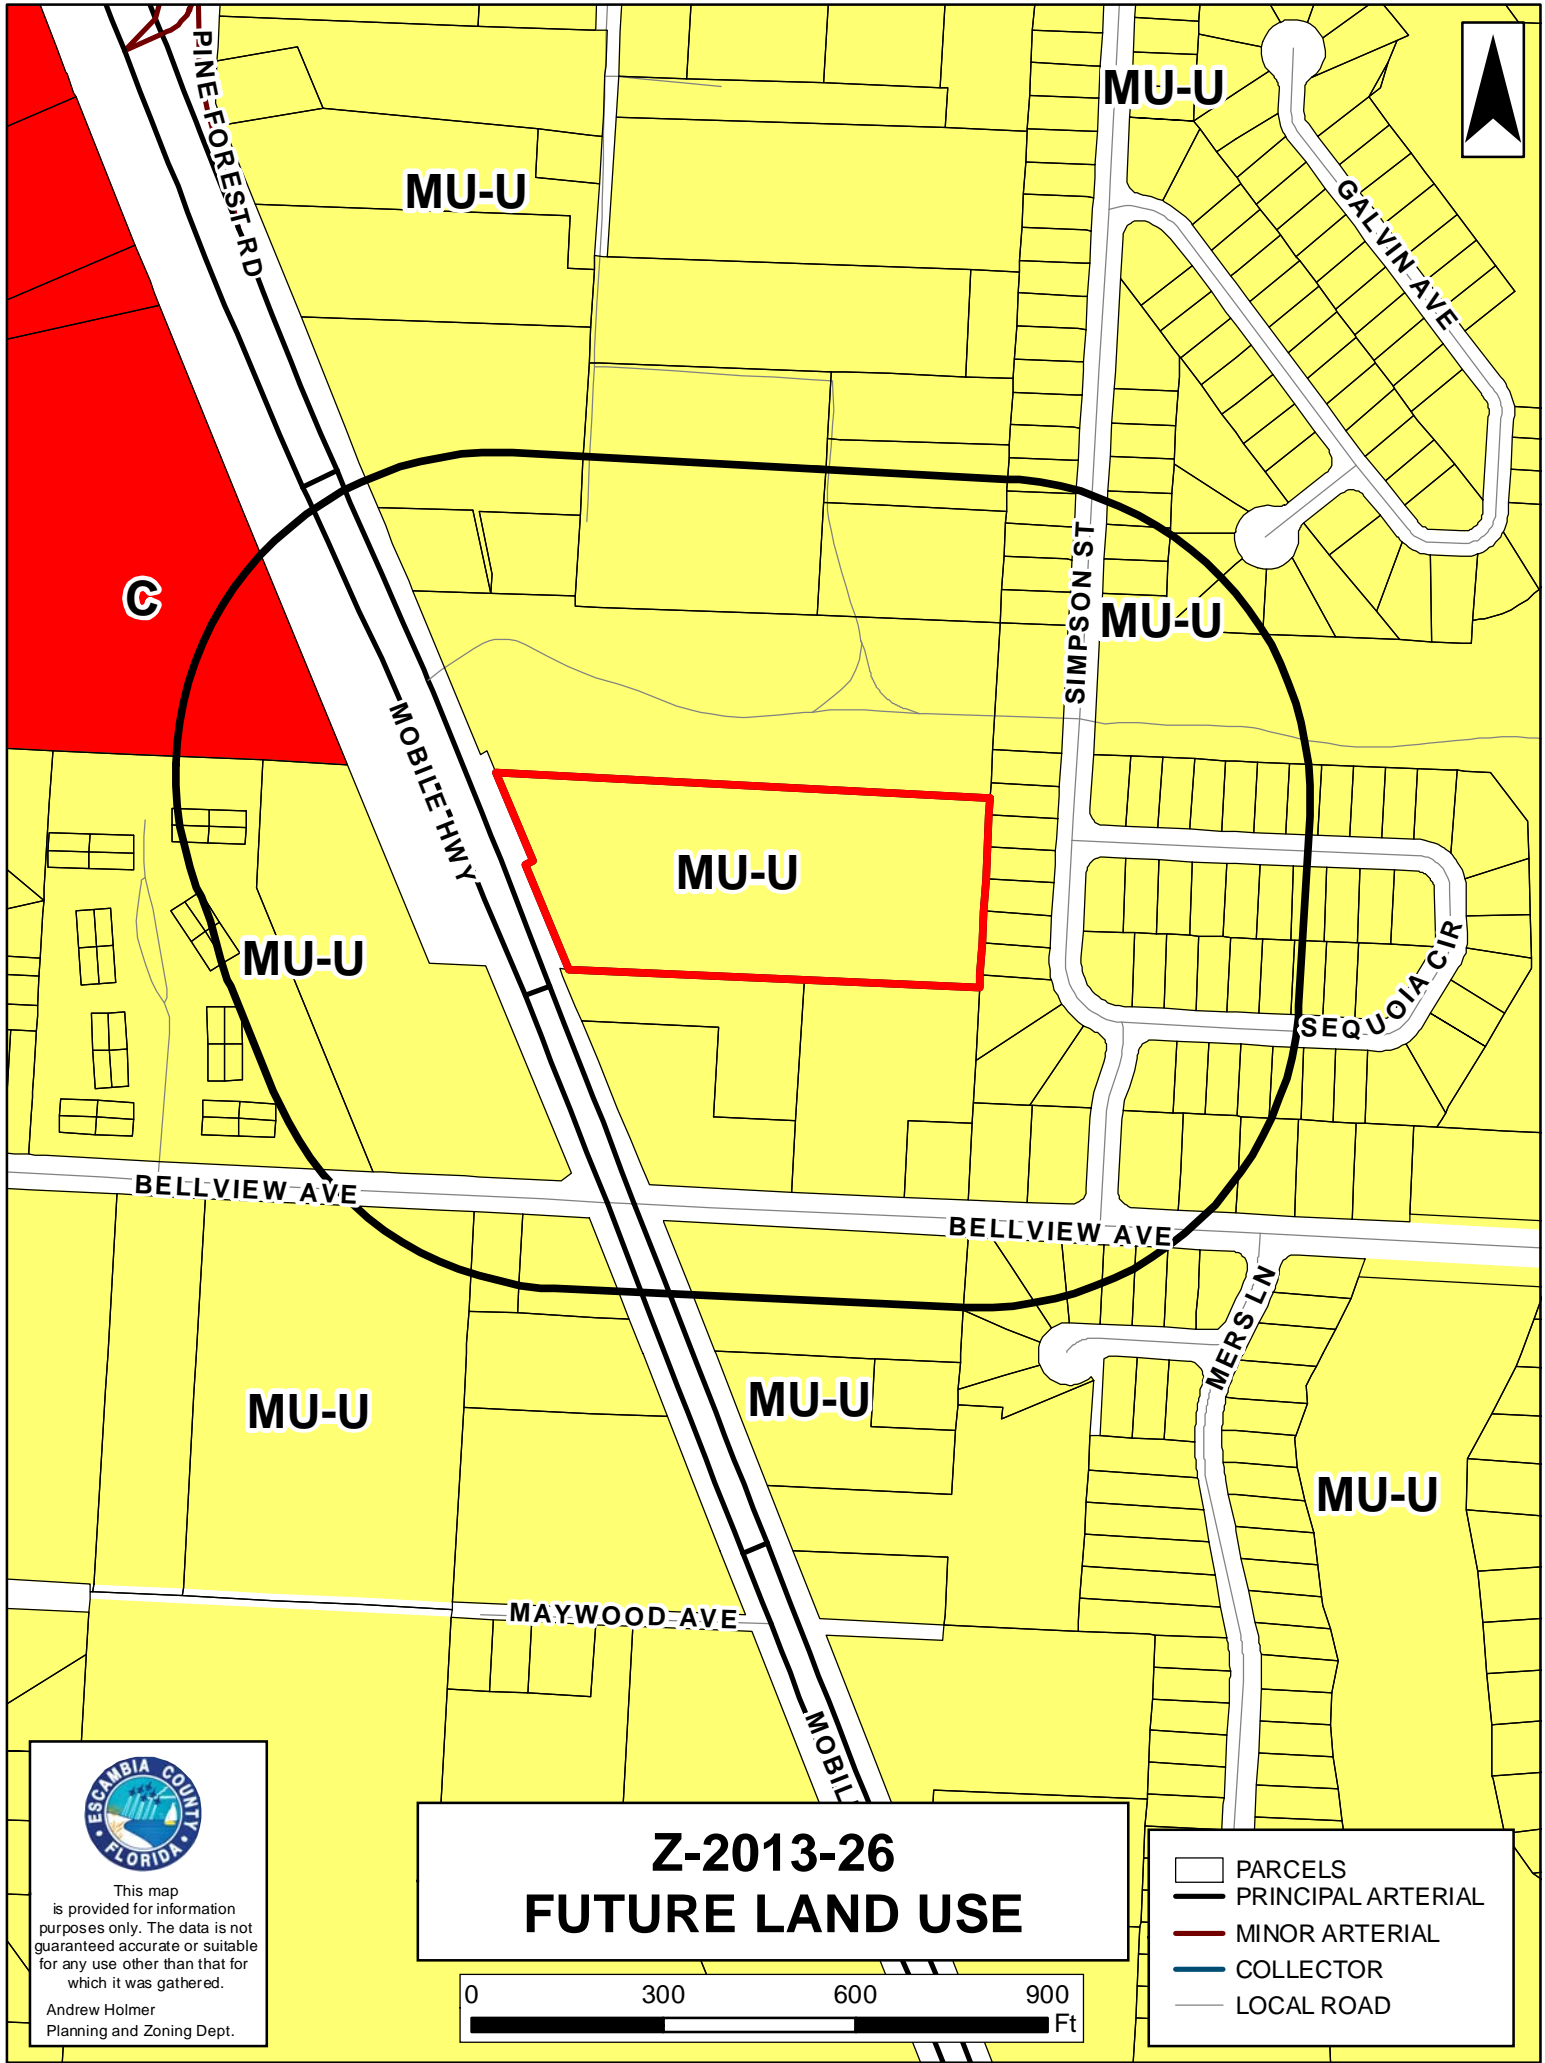 PINE FOREST RD
MU-U
MU-U
GALVIN AVE
C
SIMPSON ST
MU-U
MOBILE HWY
MU-U
MU-U
SEQUOIA CIR
BELLVIEW AVE
BELLVIEW AVE
MERS LN
MU-U
MU-U
MU-U
MAYWOOD AVE
MOBIL
ESCAMBIA COUNTY
FLORIDA
This map
is provided for information
purposes only. The data is not
guaranteed accurate or suitable
for any use other than that for
which it was gathered.
Andrew Holmer
Planning and Zoning Dept.
Z-2013-26
FUTURE LAND USE
0 300 600 900
Ft
PARCELS
PRINCIPAL ARTERIAL
MINOR ARTERIAL
COLLECTOR
LOCAL ROAD